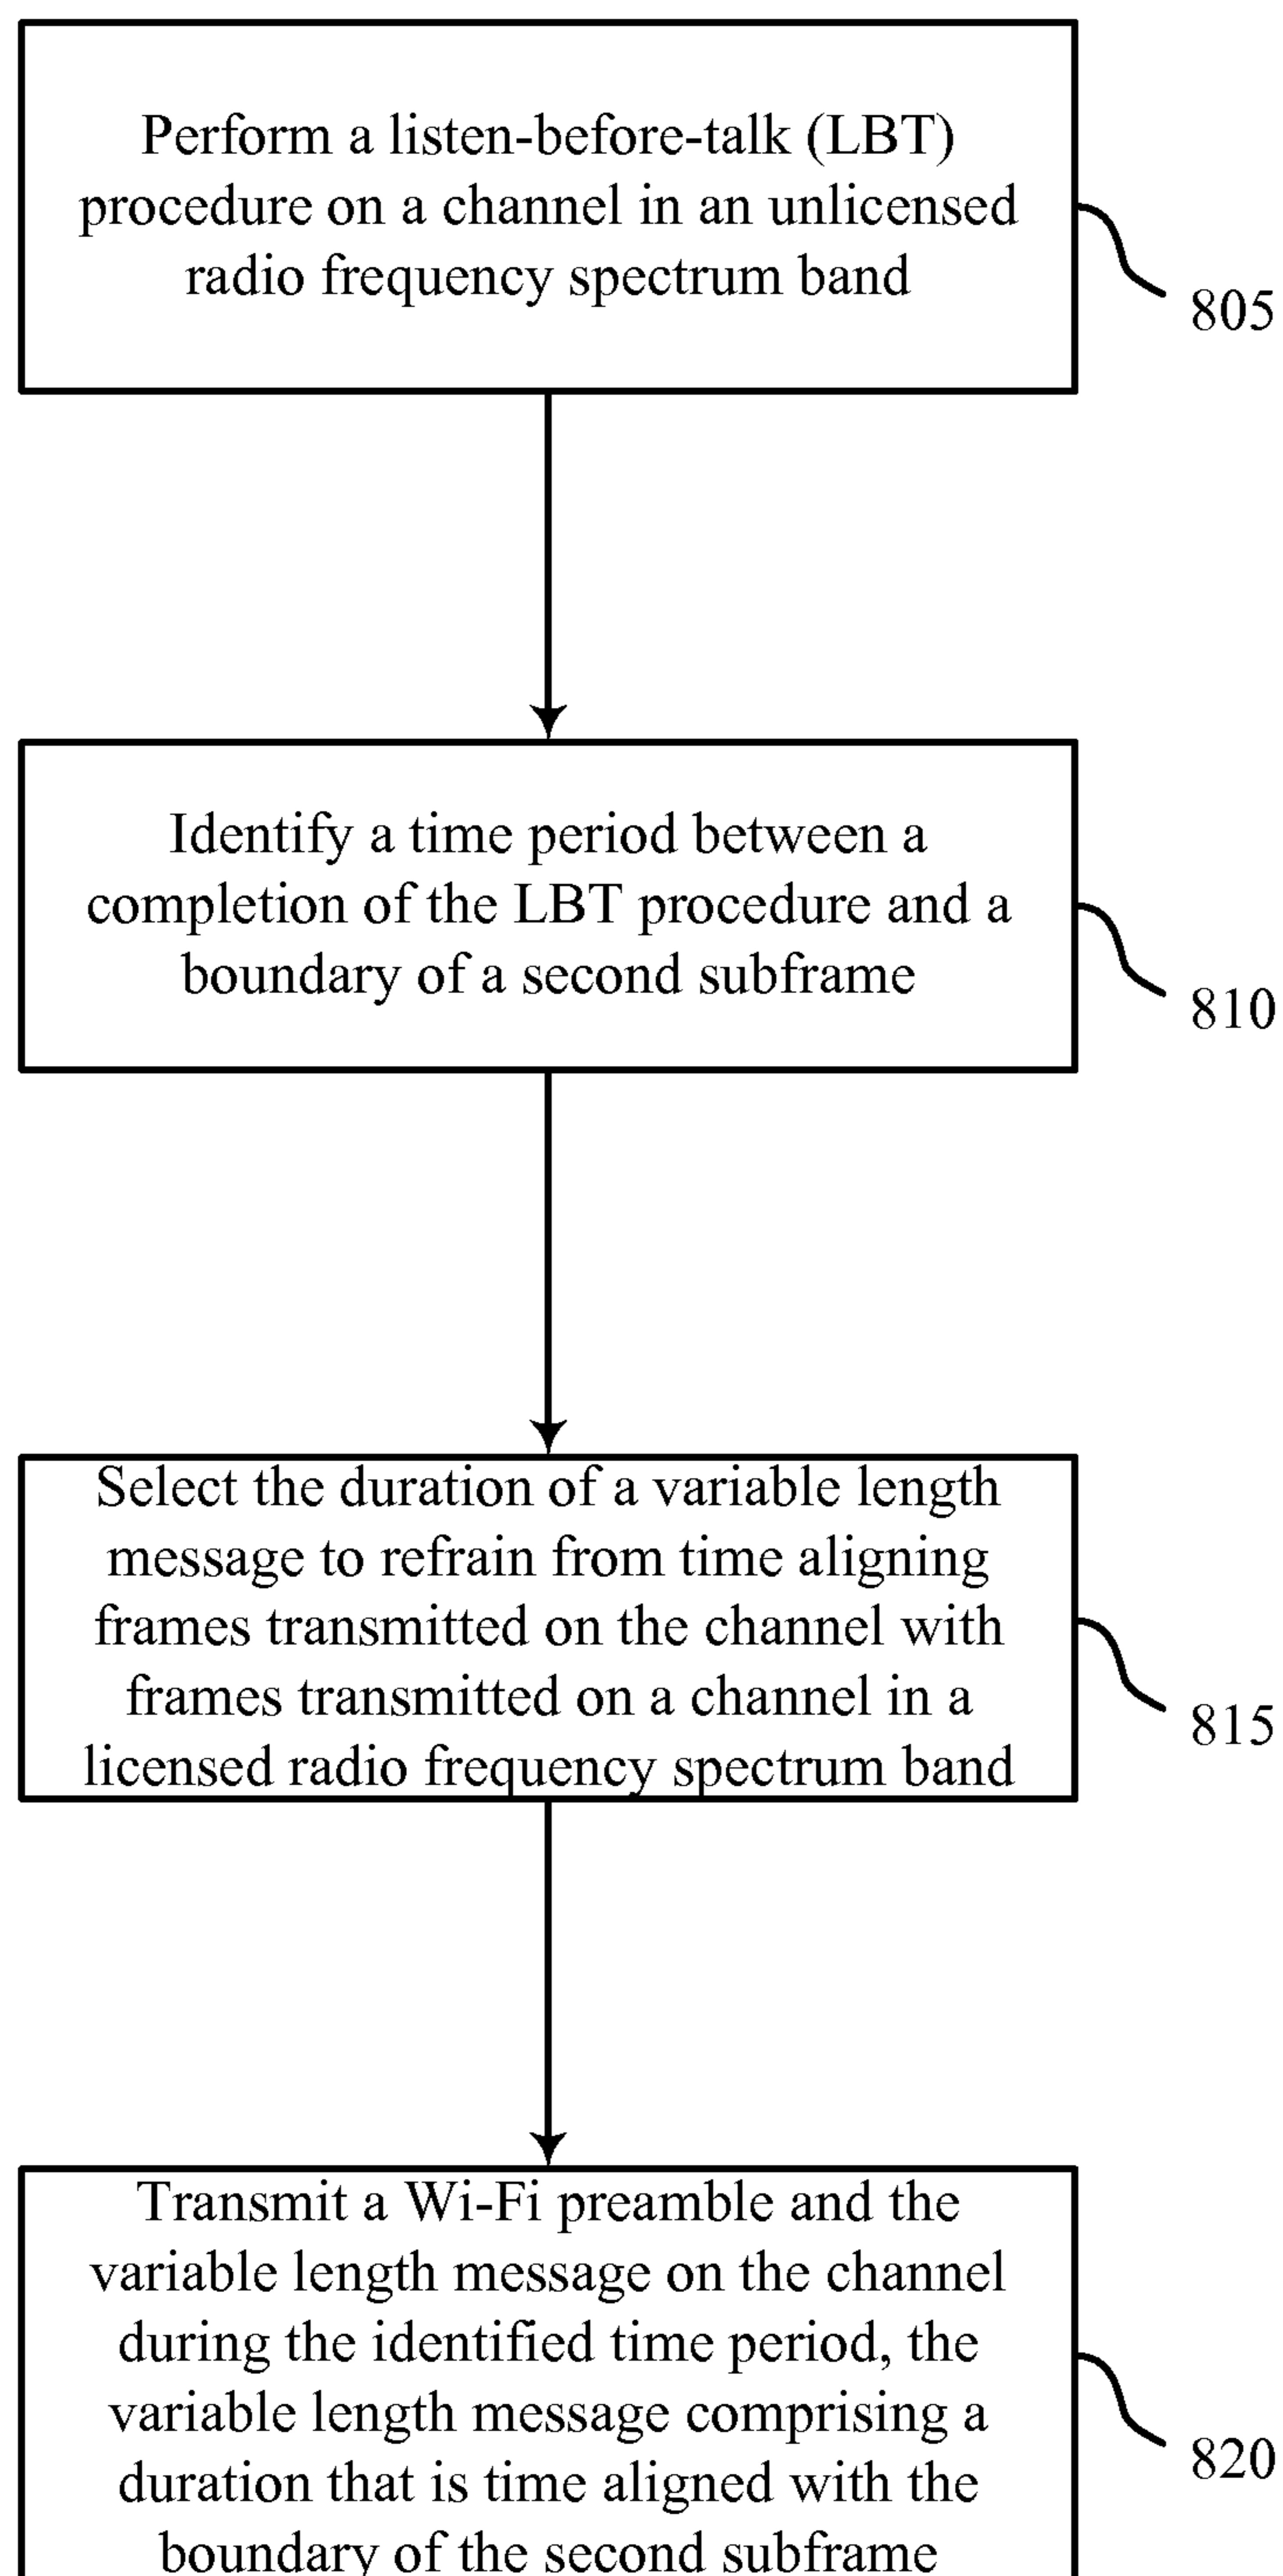 Perform a listen-before-talk (LBT)
procedure on a channel in an unlicensed
radio frequency spectrum band
805
Identify a time period between a
completion of the LBT procedure and a
boundary of a second subframe
810
Select the duration of a variable length
message to refrain from time aligning
frames transmitted on the channel with
frames transmitted on a channel in a
licensed radio frequency spectrum band
815
Transmit a Wi-Fi preamble and the
variable length message on the channel
during the identified time period, the
variable length message comprising a
duration that is time aligned with the
boundary of the second subframe
820